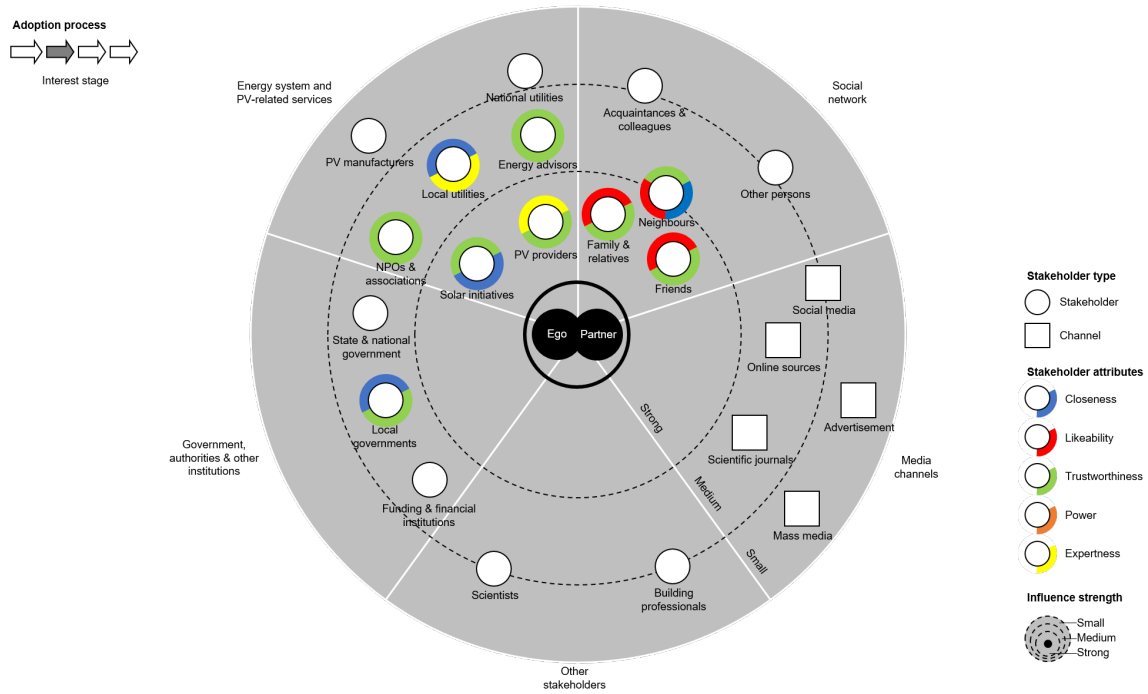 Adoption process
Interest stage
Energy system and
PV-related services
Social
network
National utilities
Acquaintances &
colleagues
PV manufacturers
Energy advisors
Other persons
Local utilities
Neighbours
PV providers
Family &
relatives
NPOs &
associations
Solar initiatives
Friends
Social media
State & national
government
Ego
Partner
Online sources
Local
governments
Strong
Advertisement
Scientific journals
Government,
authorities & other
institutions
Media
channels
Medium
Funding & financial
institutions
Mass media
Small
Scientists
Building
professionals
Other
stakeholders
Stakeholder type
Stakeholder
Channel
Stakeholder attributes
Closeness
Likeability
Trustworthiness
Power
Expertness
Influence strength
Small
Medium
Strong